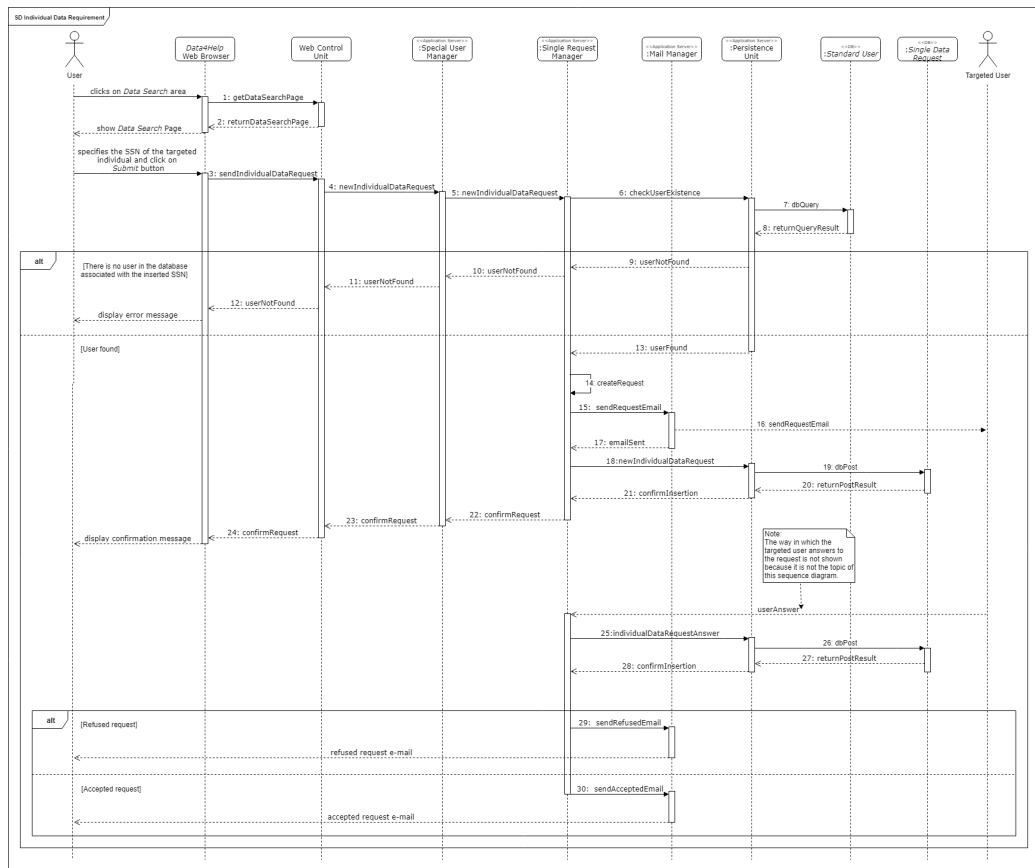 SD Individual Data Requirement
User
Data4Help
Web Browser
Web Control
Unit
<<Application Server>>
:Special User
Manager
<<Application Server>>
:Single Request
Manager
<<Application Server>>
:Mail Manager
<<Application Server>>
:Persistence
Unit
<<DB>>
:Standard User
<<DB>>
:Single Data
Request
Targeted User
clicks on Data Search area
1: getDataSearchPage
2: returnDataSearchPage
show Data Search Page
specifies the SSN of the targeted
individual and click on
Submit button
3: sendIndividualDataRequest
4: newIndividualDataRequest
5: newIndividualDataRequest
6: checkUserExistence
7: dbQuery
8: returnQueryResult
alt
[There is no user in the database
associated with the inserted SSN]
9: userNotFound
10: userNotFound
11: userNotFound
12: userNotFound
display error message
[User found]
13: userFound
14: createRequest
15: sendRequestEmail
16: sendRequestEmail
17: emailSent
18:newIndividualDataRequest
19: dbPost
20: returnPostResult
21: confirmInsertion
22: confirmRequest
23: confirmRequest
24: confirmRequest
display confirmation message
Note:
The way in which the
targeted user answers to
the request is not shown
because it is not the topic of
this sequence diagram.
userAnswer
25:individualDataRequestAnswer
26: dbPost
27: returnPostResult
28: confirmInsertion
alt
[Refused request]
29: sendRefusedEmail
refused request e-mail
[Accepted request]
30: sendAcceptedEmail
accepted request e-mail